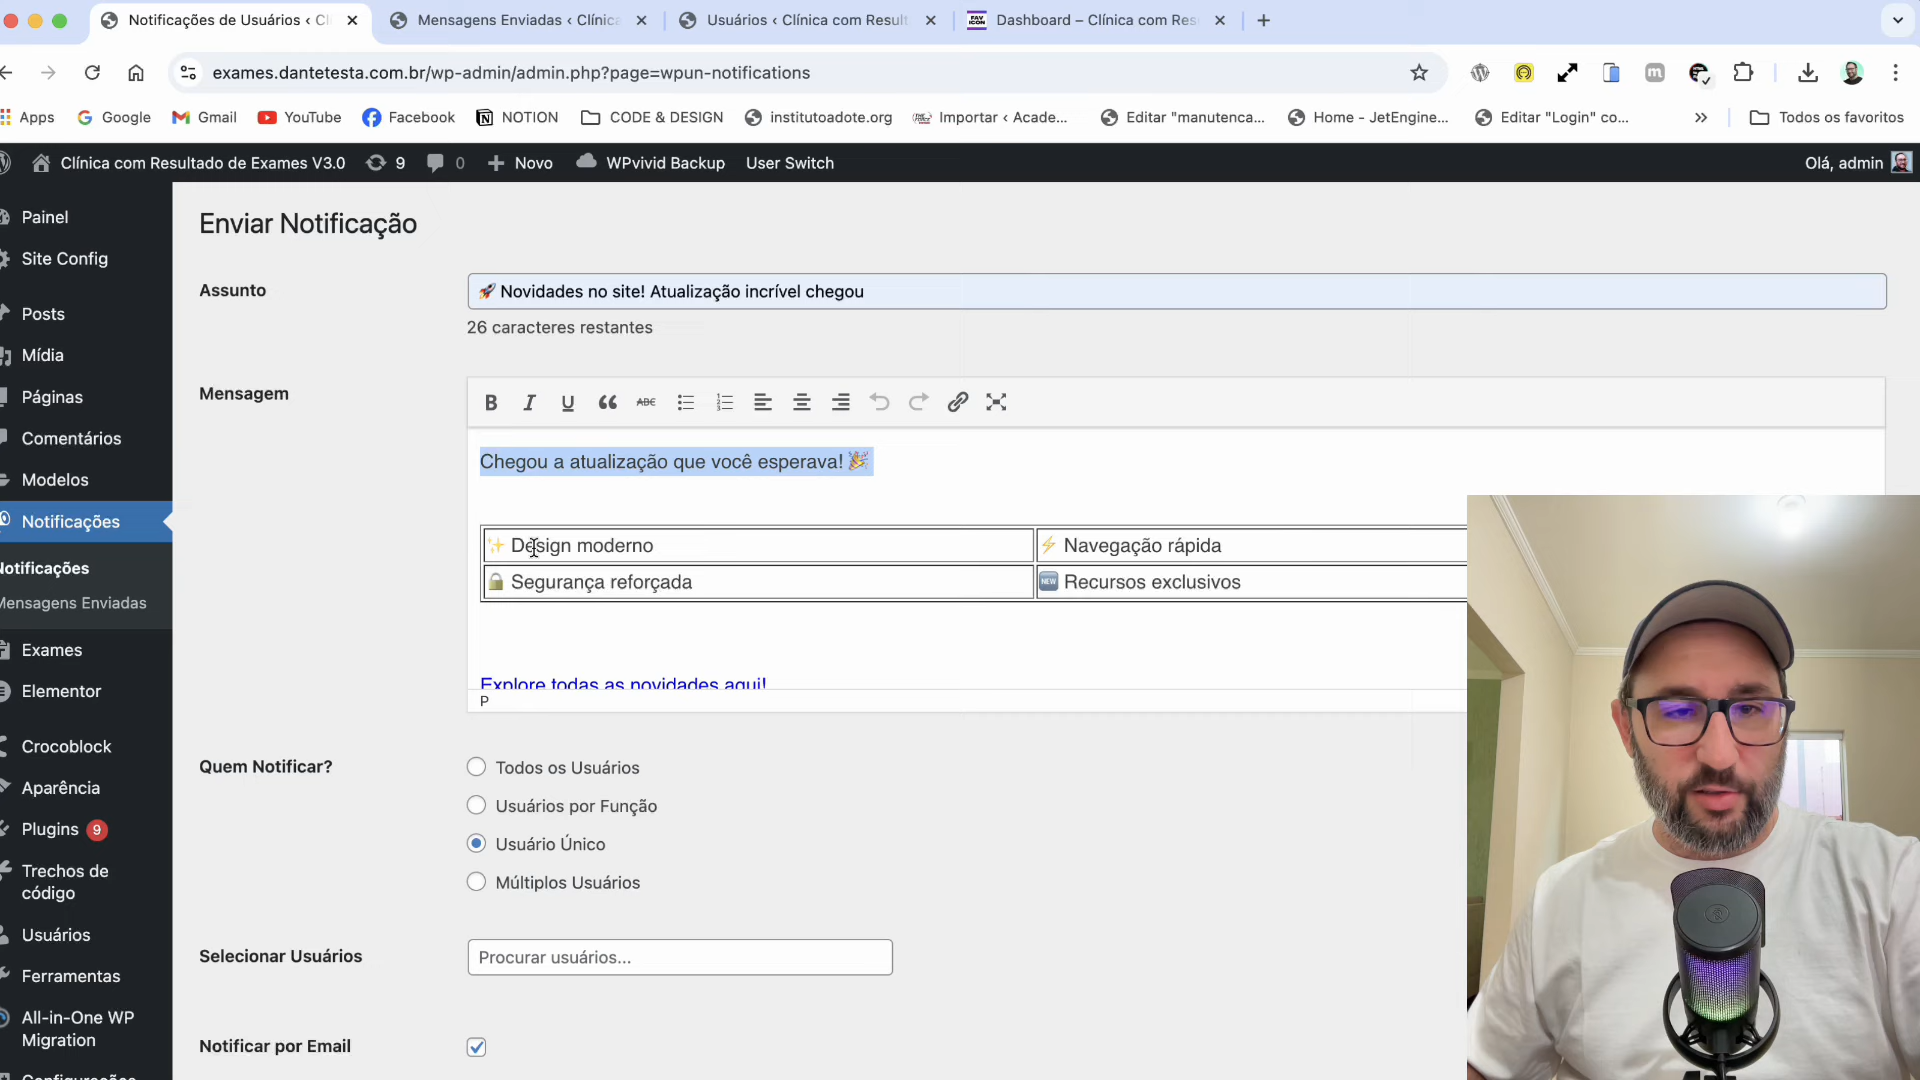 Notificações de Usuários ‹ Cl
Mensagens Enviadas ‹ Clínica
Usuários ‹ Clínica com Result
FAV ICON
Dashboard – Clínica com Res
exames.dantetesta.com.br/wp-admin/admin.php?page=wpun-notifications
Apps
Google
Gmail
YouTube
Facebook
NOTION
CODE & DESIGN
institutoadote.org
Importar ‹ Acade...
Editar "manutenca...
Home - JetEngine...
Editar "Login" co...
Todos os favoritos
Clínica com Resultado de Exames V3.0
9
0
Novo
WPvivid Backup
User Switch
Olá, admin
Painel
Site Config
Posts
Mídia
Páginas
Comentários
Modelos
Notificações
Notificações
Mensagens Enviadas
Exames
Elementor
Crocoblock
Aparência
Plugins 9
Trechos de
código
Usuários
Ferramentas
All-in-One WP
Migration
Configurações
Enviar Notificação
Assunto
🚀 Novidades no site! Atualização incrível chegou
26 caracteres restantes
Mensagem
B I U ABC
Chegou a atualização que você esperava! 🎉
✨ Design moderno
⚡ Navegação rápida
🔒 Segurança reforçada
🆕 Recursos exclusivos
Explore todas as novidades aqui!
P
Quem Notificar?
Todos os Usuários
Usuários por Função
Usuário Único
Múltiplos Usuários
Selecionar Usuários
Procurar usuários...
Notificar por Email